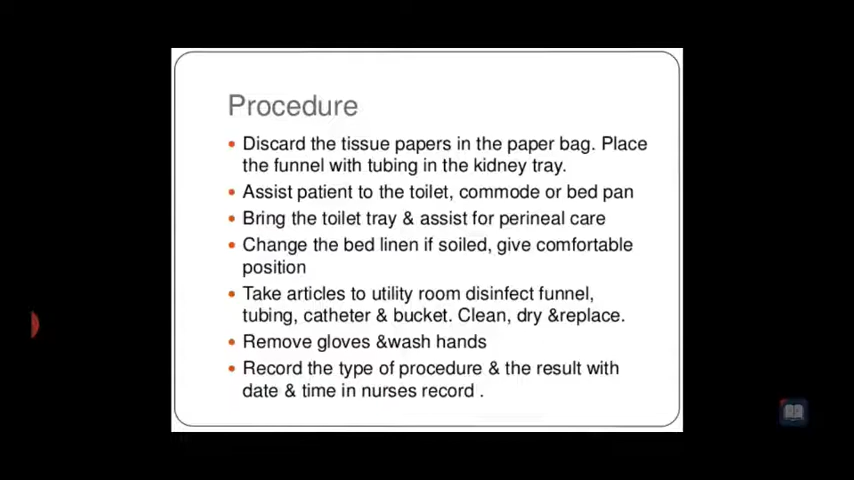 Procedure
Discard the tissue papers in the paper bag. Place
the funnel with tubing in the kidney tray.
Assist patient to the toilet, commode or bed pan
Bring the toilet tray & assist for perineal care
Change the bed linen if soiled, give comfortable
position
Take articles to utility room disinfect funnel,
tubing, catheter & bucket. Clean, dry &replace.
Remove gloves &wash hands
Record the type of procedure & the result with
date & time in nurses record .